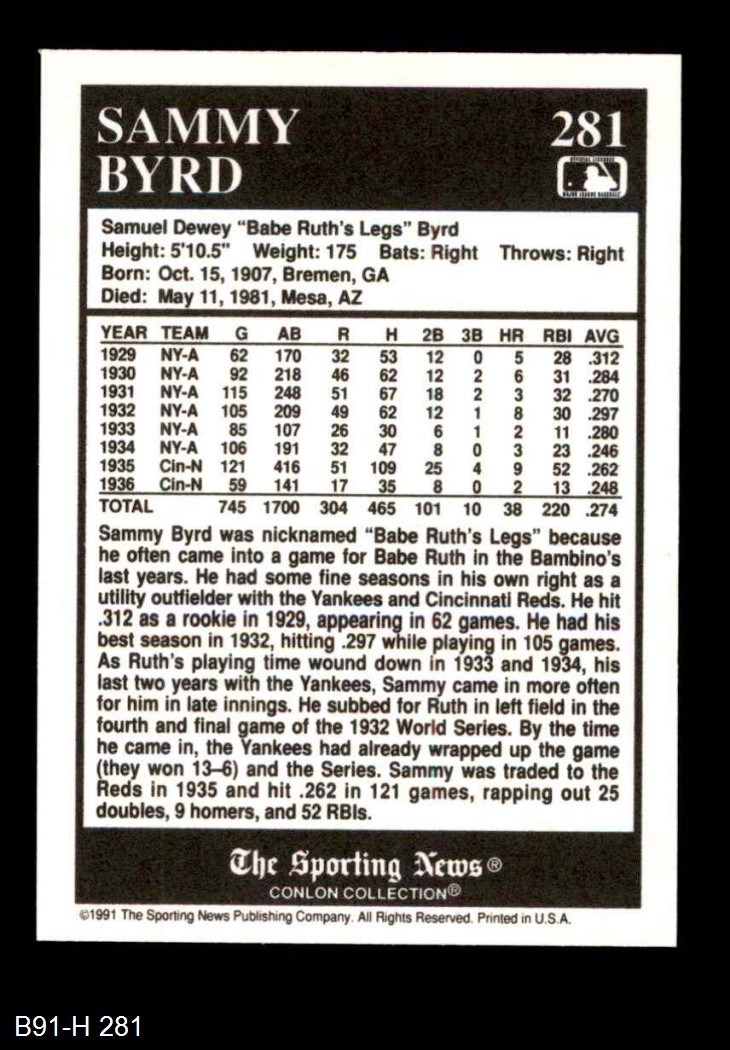 SAMMY
BYRD
281
Samuel Dewey "Babe Ruth's Legs" Byrd
Height: 5'10.5" Weight: 175 Bats: Right Throws: Right
Born: Oct. 15, 1907, Bremen, GA
Died: May 11, 1981, Mesa, AZ
YEAR TEAM G AB R H 2B 3B HR RBI AVG
1929 NY-A 62 170 32 53 12 0 5 28 .312
1930 NY-A 92 218 46 62 12 2 6 31 .284
1931 NY-A 115 248 51 67 18 2 3 32 .270
1932 NY-A 105 209 49 62 12 1 8 30 .297
1933 NY-A 85 107 26 30 6 1 2 11 .280
1934 NY-A 106 191 32 47 8 0 3 23 .246
1935 Cin-N 121 416 51 109 25 4 9 52 .262
1936 Cin-N 59 141 17 35 8 0 2 13 .248
TOTAL 745 1700 304 465 101 10 38 220 .274
Sammy Byrd was nicknamed "Babe Ruth's Legs" because
he often came into a game for Babe Ruth in the Bambino's
last years. He had some fine seasons in his own right as a
utility outfielder with the Yankees and Cincinnati Reds. He hit
.312 as a rookie in 1929, appearing in 62 games. He had his
best season in 1932, hitting .297 while playing in 105 games.
As Ruth's playing time wound down in 1933 and 1934, his
last two years with the Yankees, Sammy came in more often
for him in late innings. He subbed for Ruth in left field in the
fourth and final game of the 1932 World Series. By the time
he came in, the Yankees had already wrapped up the game
(they won 13–6) and the Series. Sammy was traded to the
Reds in 1935 and hit .262 in 121 games, rapping out 25
doubles, 9 homers, and 52 RBIs.
The Sporting News®
CONLON COLLECTION®
©1991 The Sporting News Publishing Company. All Rights Reserved. Printed in U.S.A.
B91-H 281